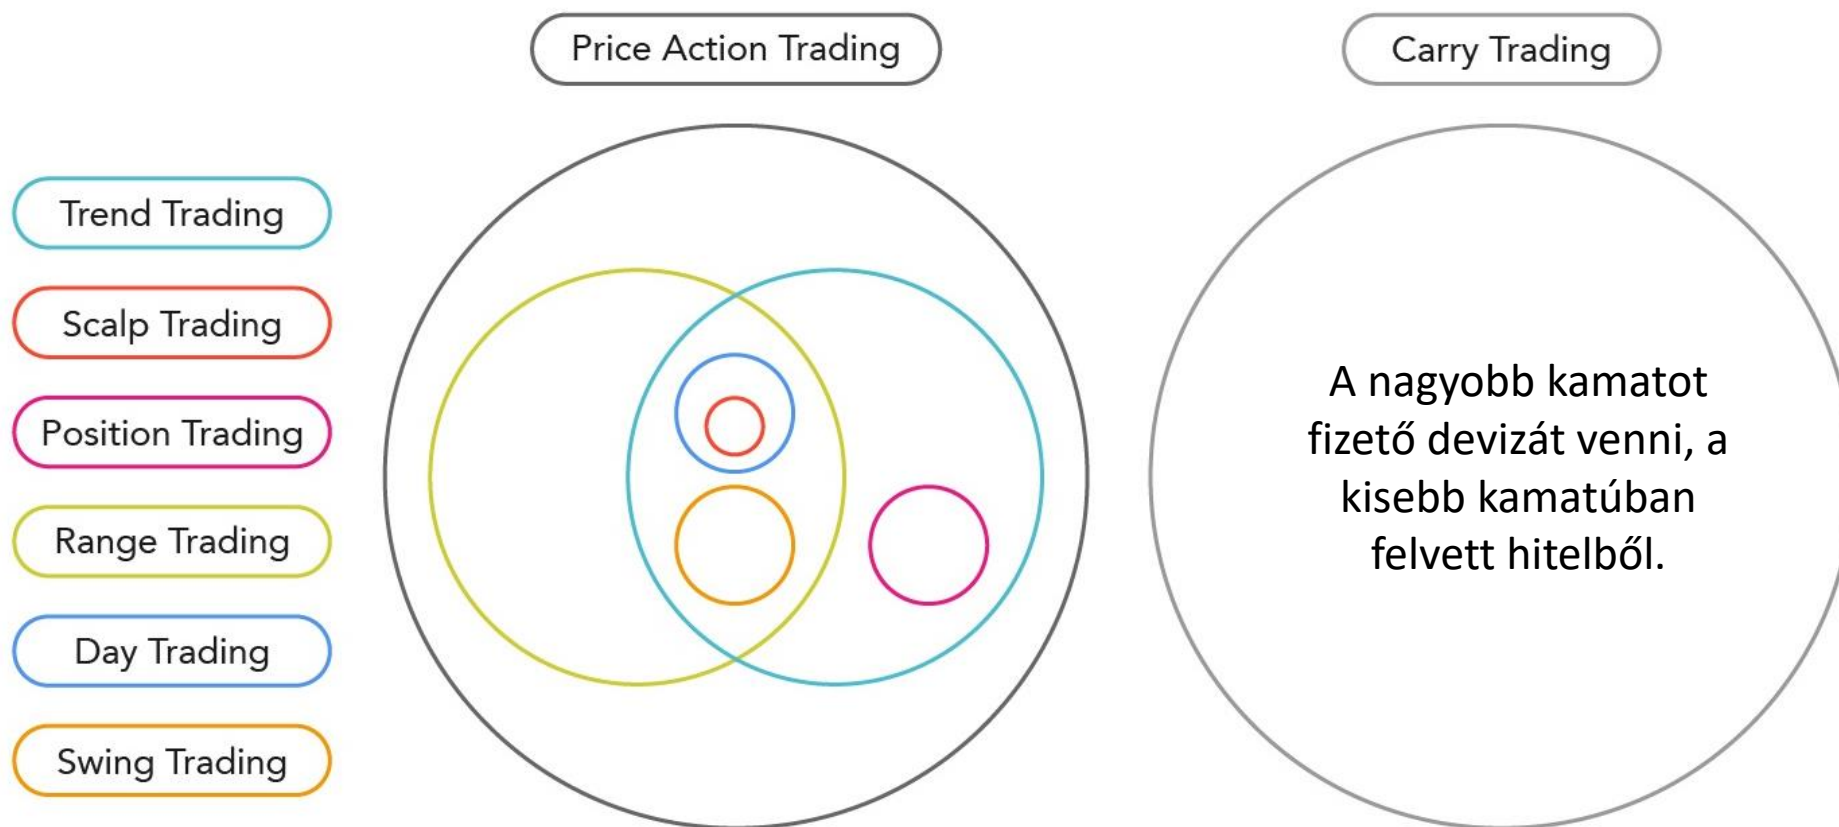 Price Action Trading
Carry Trading
Trend Trading
Scalp Trading
Position Trading
Range Trading
Day Trading
Swing Trading
A nagyobb kamatot
fizető devizát venni, a
kisebb kamatúban
felvett hitelből.